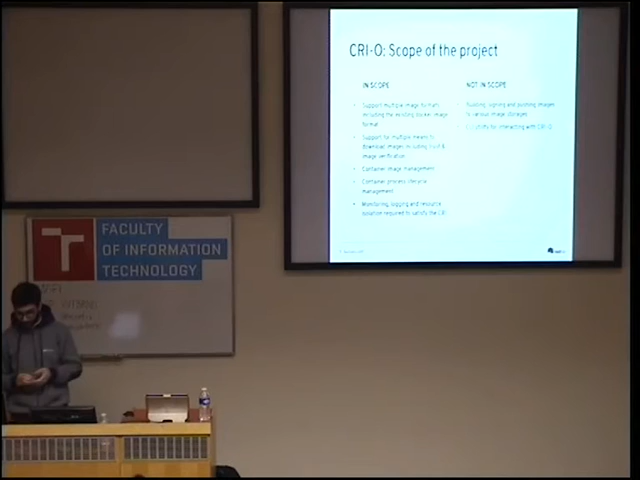 CRI-O: Scope of the project
IN SCOPE
Support multiple image formats
including the existing docker image
format
Support for multiple means to
download images including trust &
image verification
Container image management
Container process lifecycle
management
Monitoring, logging and resource
isolation required to satisfy the CRI
NOT IN SCOPE
Building, signing and pushing images
to various image storages
utility for interacting with CRI-O
FACULTY
OF INFORMATION
TECHNOLOGY